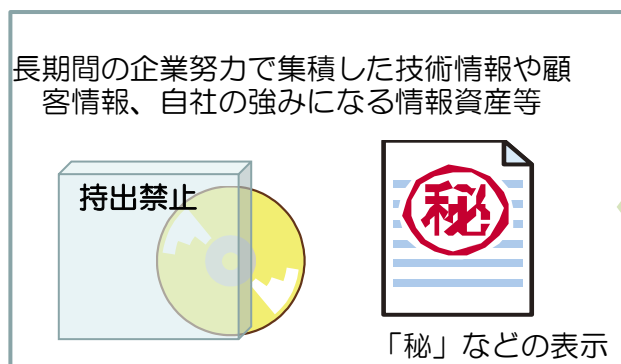 長期間の企業努力で集積した技術情報や顧
客情報、自社の強みになる情報資産等
持出禁止
秘
「秘」などの表示